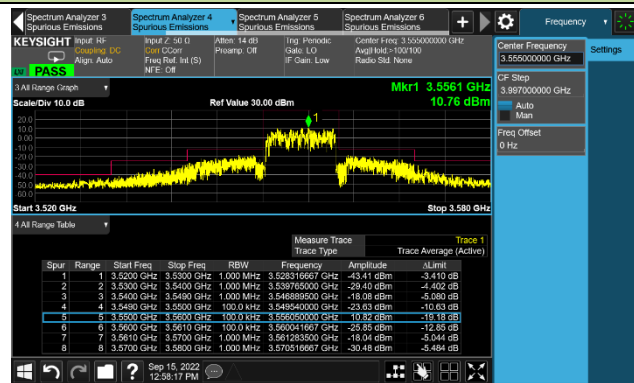 Spectrum Analyzer 3
Spurious Emissions
Spectrum Analyzer 4
Spurious Emissions
Spectrum Analyzer 5
Spurious Emissions
Spectrum Analyzer 6
Spurious Emissions
+
Frequency
KEYSIGHT
Input: RF
Coupling: DC
Align: Auto
Input Z: 50 Ω
Corr CCorr
Freq Ref: Int (S)
NFE: Off
Atten: 14 dB
Preamp: Off
Trig: Periodic
Gate: LO
IF Gain: Low
Center Freq: 3.555000000 GHz
Avg|Hold:>100/100
Radio Std: None
PASS
Center Frequency
3.555000000 GHz
Settings
CF Step
3.997000000 GHz
Auto
Man
Freq Offset
0 Hz
3 All Range Graph
Mkr1 3.5561 GHz
Scale/Div 10.0 dB
Ref Value 30.00 dBm
10.76 dBm
1
20.0
10.0
0.00
-10.0
-20.0
-30.0
-40.0
-50.0
-60.0
Start 3.520 GHz
Stop 3.580 GHz
4 All Range Table
Measure Trace Trace 1
Trace Type Trace Average (Active)
Spur Range Start Freq Stop Freq RBW Frequency Amplitude ΔLimit
1 1 3.5200 GHz 3.5300 GHz 1.000 MHz 3.528316667 GHz -43.41 dBm -3.410 dB
2 2 3.5300 GHz 3.5400 GHz 1.000 MHz 3.539765000 GHz -29.40 dBm -4.402 dB
3 3 3.5400 GHz 3.5490 GHz 1.000 MHz 3.546889500 GHz -18.08 dBm -5.080 dB
4 4 3.5490 GHz 3.5500 GHz 100.0 kHz 3.549540000 GHz -23.63 dBm -10.63 dB
5 5 3.5500 GHz 3.5600 GHz 100.0 kHz 3.556050000 GHz 10.82 dBm -19.18 dB
6 6 3.5600 GHz 3.5610 GHz 100.0 kHz 3.560041667 GHz -25.85 dBm -12.85 dB
7 7 3.5610 GHz 3.5700 GHz 1.000 MHz 3.561283500 GHz -18.04 dBm -5.044 dB
8 8 3.5700 GHz 3.5800 GHz 1.000 MHz 3.570516667 GHz -30.48 dBm -5.484 dB
?
Sep 15, 2022
12:58:17 PM